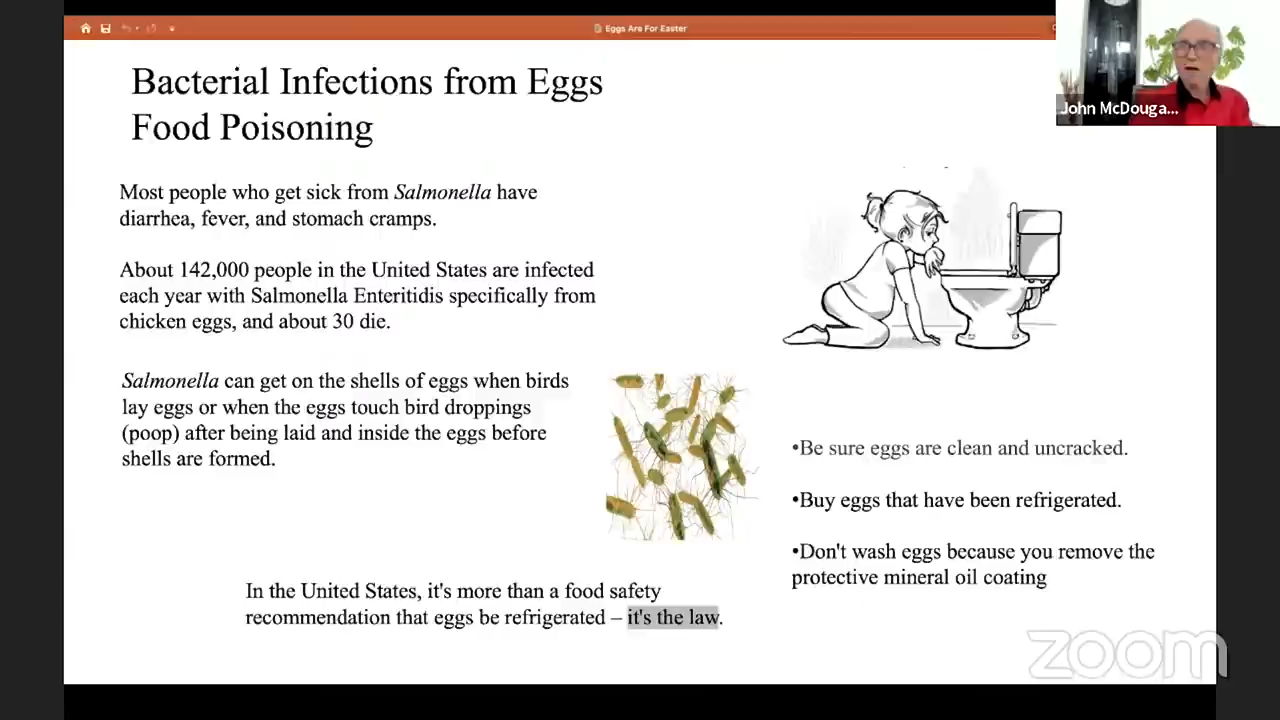 Eggs Are For Easter
John McDouga...
Bacterial Infections from Eggs
Food Poisoning
Most people who get sick from Salmonella have
diarrhea, fever, and stomach cramps.
About 142,000 people in the United States are infected
each year with Salmonella Enteritidis specifically from
chicken eggs, and about 30 die.
Salmonella can get on the shells of eggs when birds
lay eggs or when the eggs touch bird droppings
(poop) after being laid and inside the eggs before
shells are formed.
•Be sure eggs are clean and uncracked.
•Buy eggs that have been refrigerated.
•Don't wash eggs because you remove the
protective mineral oil coating
In the United States, it's more than a food safety
recommendation that eggs be refrigerated – it's the law.
zoom